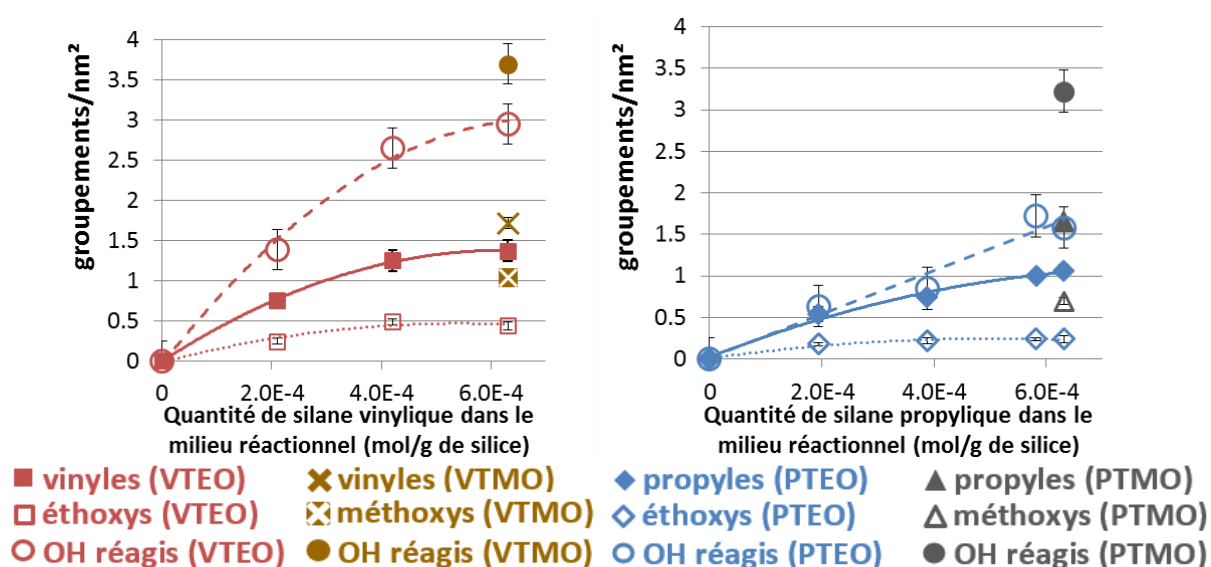 groupements/nm²
4
3.5
3
2.5
2
1.5
1
0.5
0
0 2.0E-4 4.0E-4 6.0E-4
Quantité de silane vinylique dans le
milieu réactionnel (mol/g de silice)
groupements/nm²
4
3.5
3
2.5
2
1.5
1
0.5
0
0 2.0E-4 4.0E-4 6.0E-4
Quantité de silane propylique dans le
milieu réactionnel (mol/g de silice)
vinyles (VTEO) vinyles (VTMO) propyles (PTEO) propyles (PTMO)
éthoxys (VTEO) méthoxys (VTMO) éthoxys (PTEO) méthoxys (PTMO)
OH réagis (VTEO) OH réagis (VTMO) OH réagis (PTEO) OH réagis (PTMO)